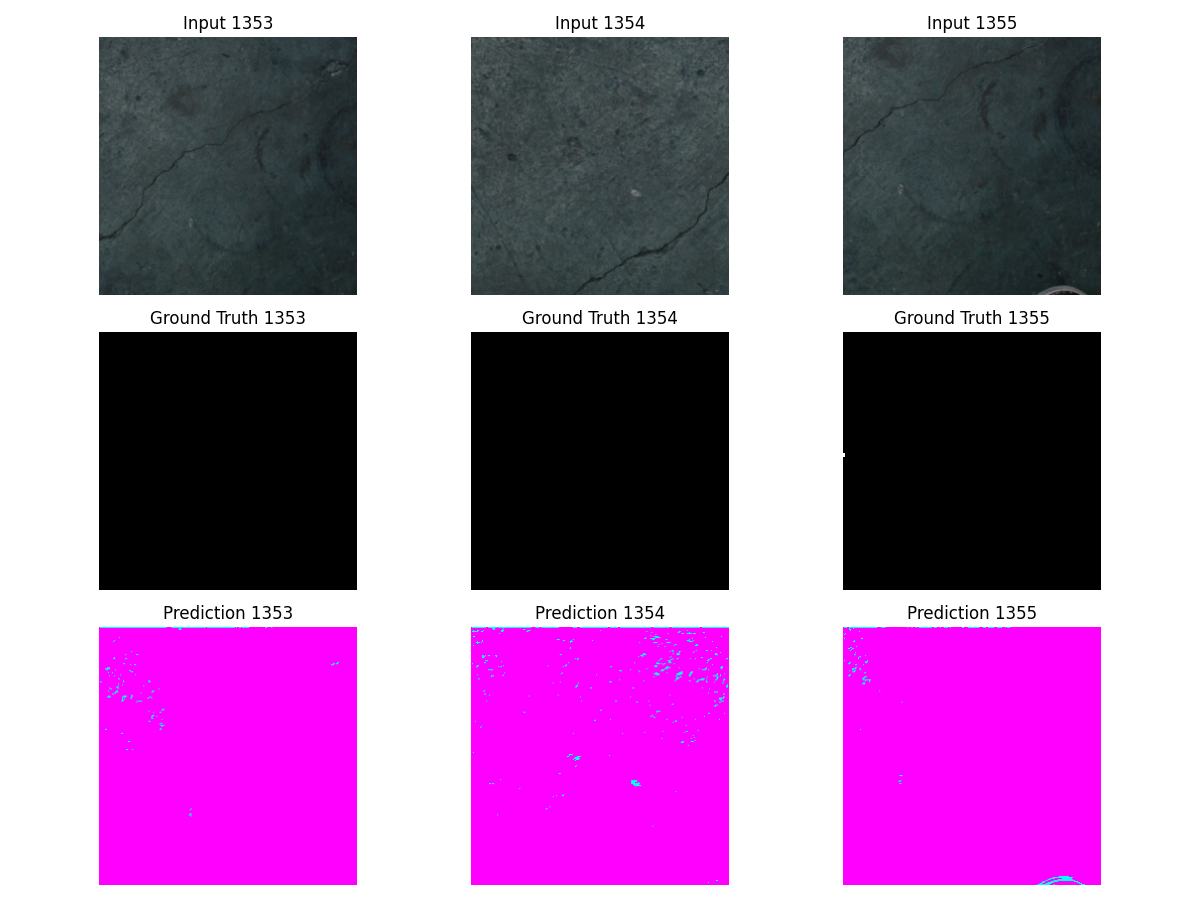 Input 1353
Input 1354
Input 1355
Ground Truth 1353
Ground Truth 1354
Ground Truth 1355
Prediction 1353
Prediction 1354
Prediction 1355